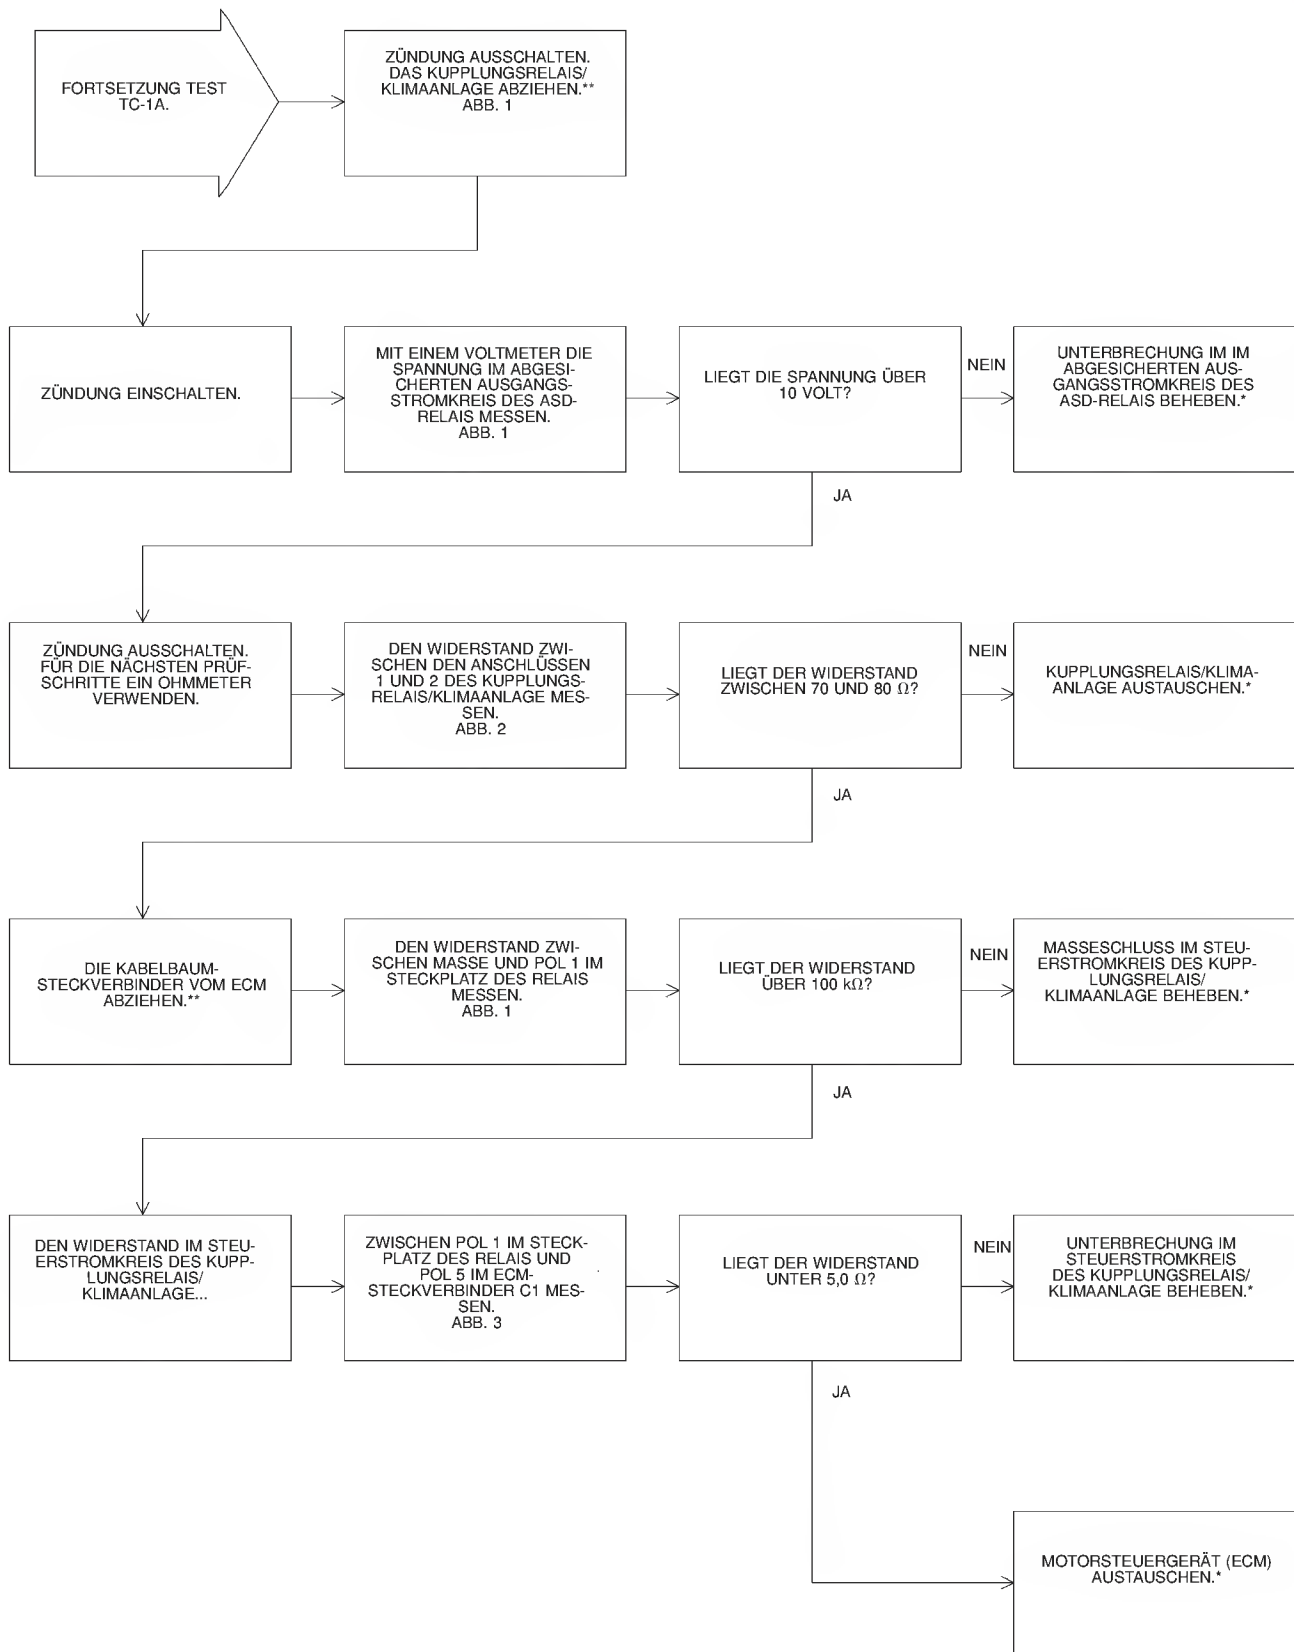 FORTSETZUNG TEST
TC-1A.
ZÜNDUNG AUSSCHALTEN.
DAS KUPPLUNGSRELAIS/
KLIMAANLAGE ABZIEHEN.**
ABB. 1
ZÜNDUNG EINSCHALTEN.
MIT EINEM VOLTMETER DIE
SPANNUNG IM ABGESI-
CHERTEN AUSGANGS-
STROMKREIS DES ASD-
RELAIS MESSEN.
ABB. 1
LIEGT DIE SPANNUNG ÜBER
10 VOLT?
NEIN
UNTERBRECHUNG IM IM
ABGESICHERTEN AUS-
GANGSSTROMKREIS DES
ASD-RELAIS BEHEBEN.*
JA
ZÜNDUNG AUSSCHALTEN.
FÜR DIE NÄCHSTEN PRÜF-
SCHRITTE EIN OHMMETER
VERWENDEN.
DEN WIDERSTAND ZWI-
SCHEN DEN ANSCHLÜSSEN
1 UND 2 DES KUPPLUNGS-
RELAIS/KLIMAANLAGE MES-
SEN.
ABB. 2
LIEGT DER WIDERSTAND
ZWISCHEN 70 UND 80 Ω?
NEIN
KUPPLUNGSRELAIS/KLIMA-
ANLAGE AUSTAUSCHEN.*
JA
DIE KABELBAUM-
STECKVERBINDER VOM ECM
ABZIEHEN.**
DEN WIDERSTAND ZWI-
SCHEN MASSE UND POL 1 IM
STECKPLATZ DES RELAIS
MESSEN.
ABB. 1
LIEGT DER WIDERSTAND
ÜBER 100 kΩ?
NEIN
MASSESCHLUSS IM STEU-
ERSTROMKREIS DES KUPP-
LUNGSRELAIS/
KLIMAANLAGE BEHEBEN.*
JA
DEN WIDERSTAND IM STEU-
ERSTROMKREIS DES KUPP-
LUNGSRELAIS/
KLIMAANLAGE...
ZWISCHEN POL 1 IM STECK-
PLATZ DES RELAIS UND
POL 5 IM ECM-
STECKVERBINDER C1 MES-
SEN.
ABB. 3
LIEGT DER WIDERSTAND
UNTER 5,0 Ω?
NEIN
UNTERBRECHUNG IM
STEUERSTROMKREIS
DES KUPPLUNGSRELAIS/
KLIMAANLAGE BEHEBEN.*
JA
MOTORSTEUERGERÄT (ECM)
AUSTAUSCHEN.*